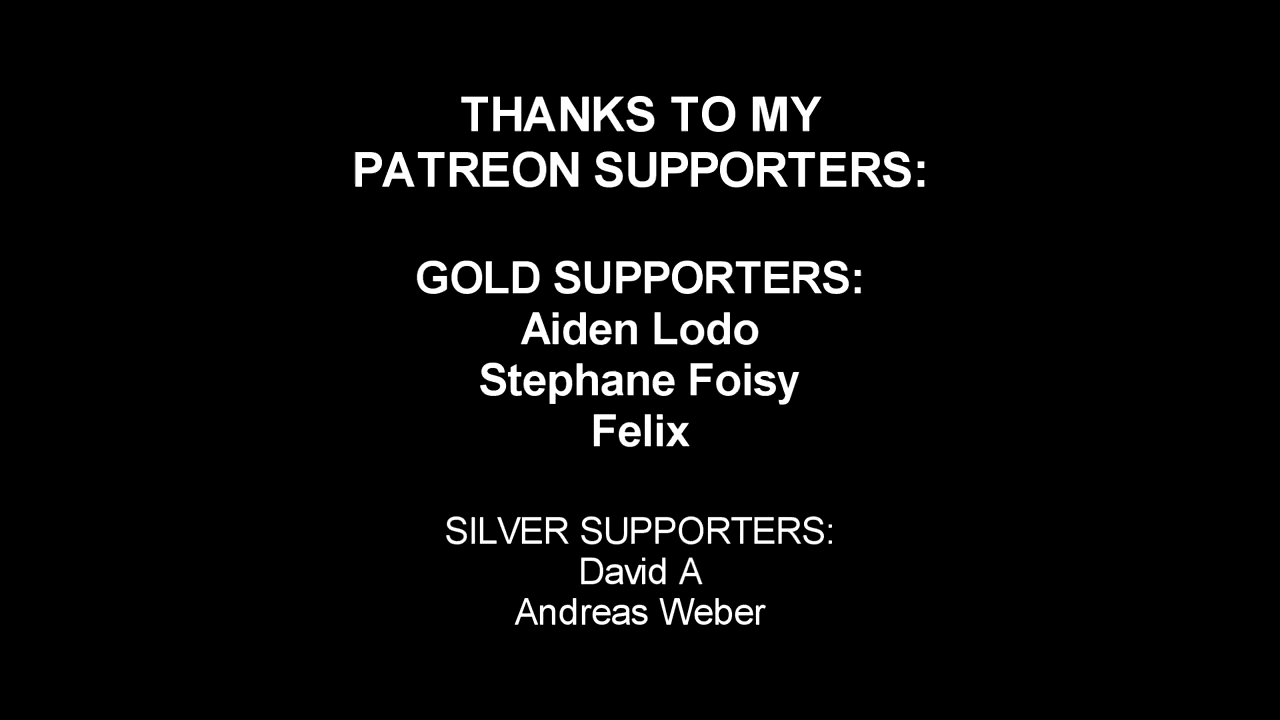 THANKS TO MY
PATREON SUPPORTERS:
GOLD SUPPORTERS:
Aiden Lodo
Stephane Foisy
Felix
SILVER SUPPORTERS:
David A
Andreas Weber